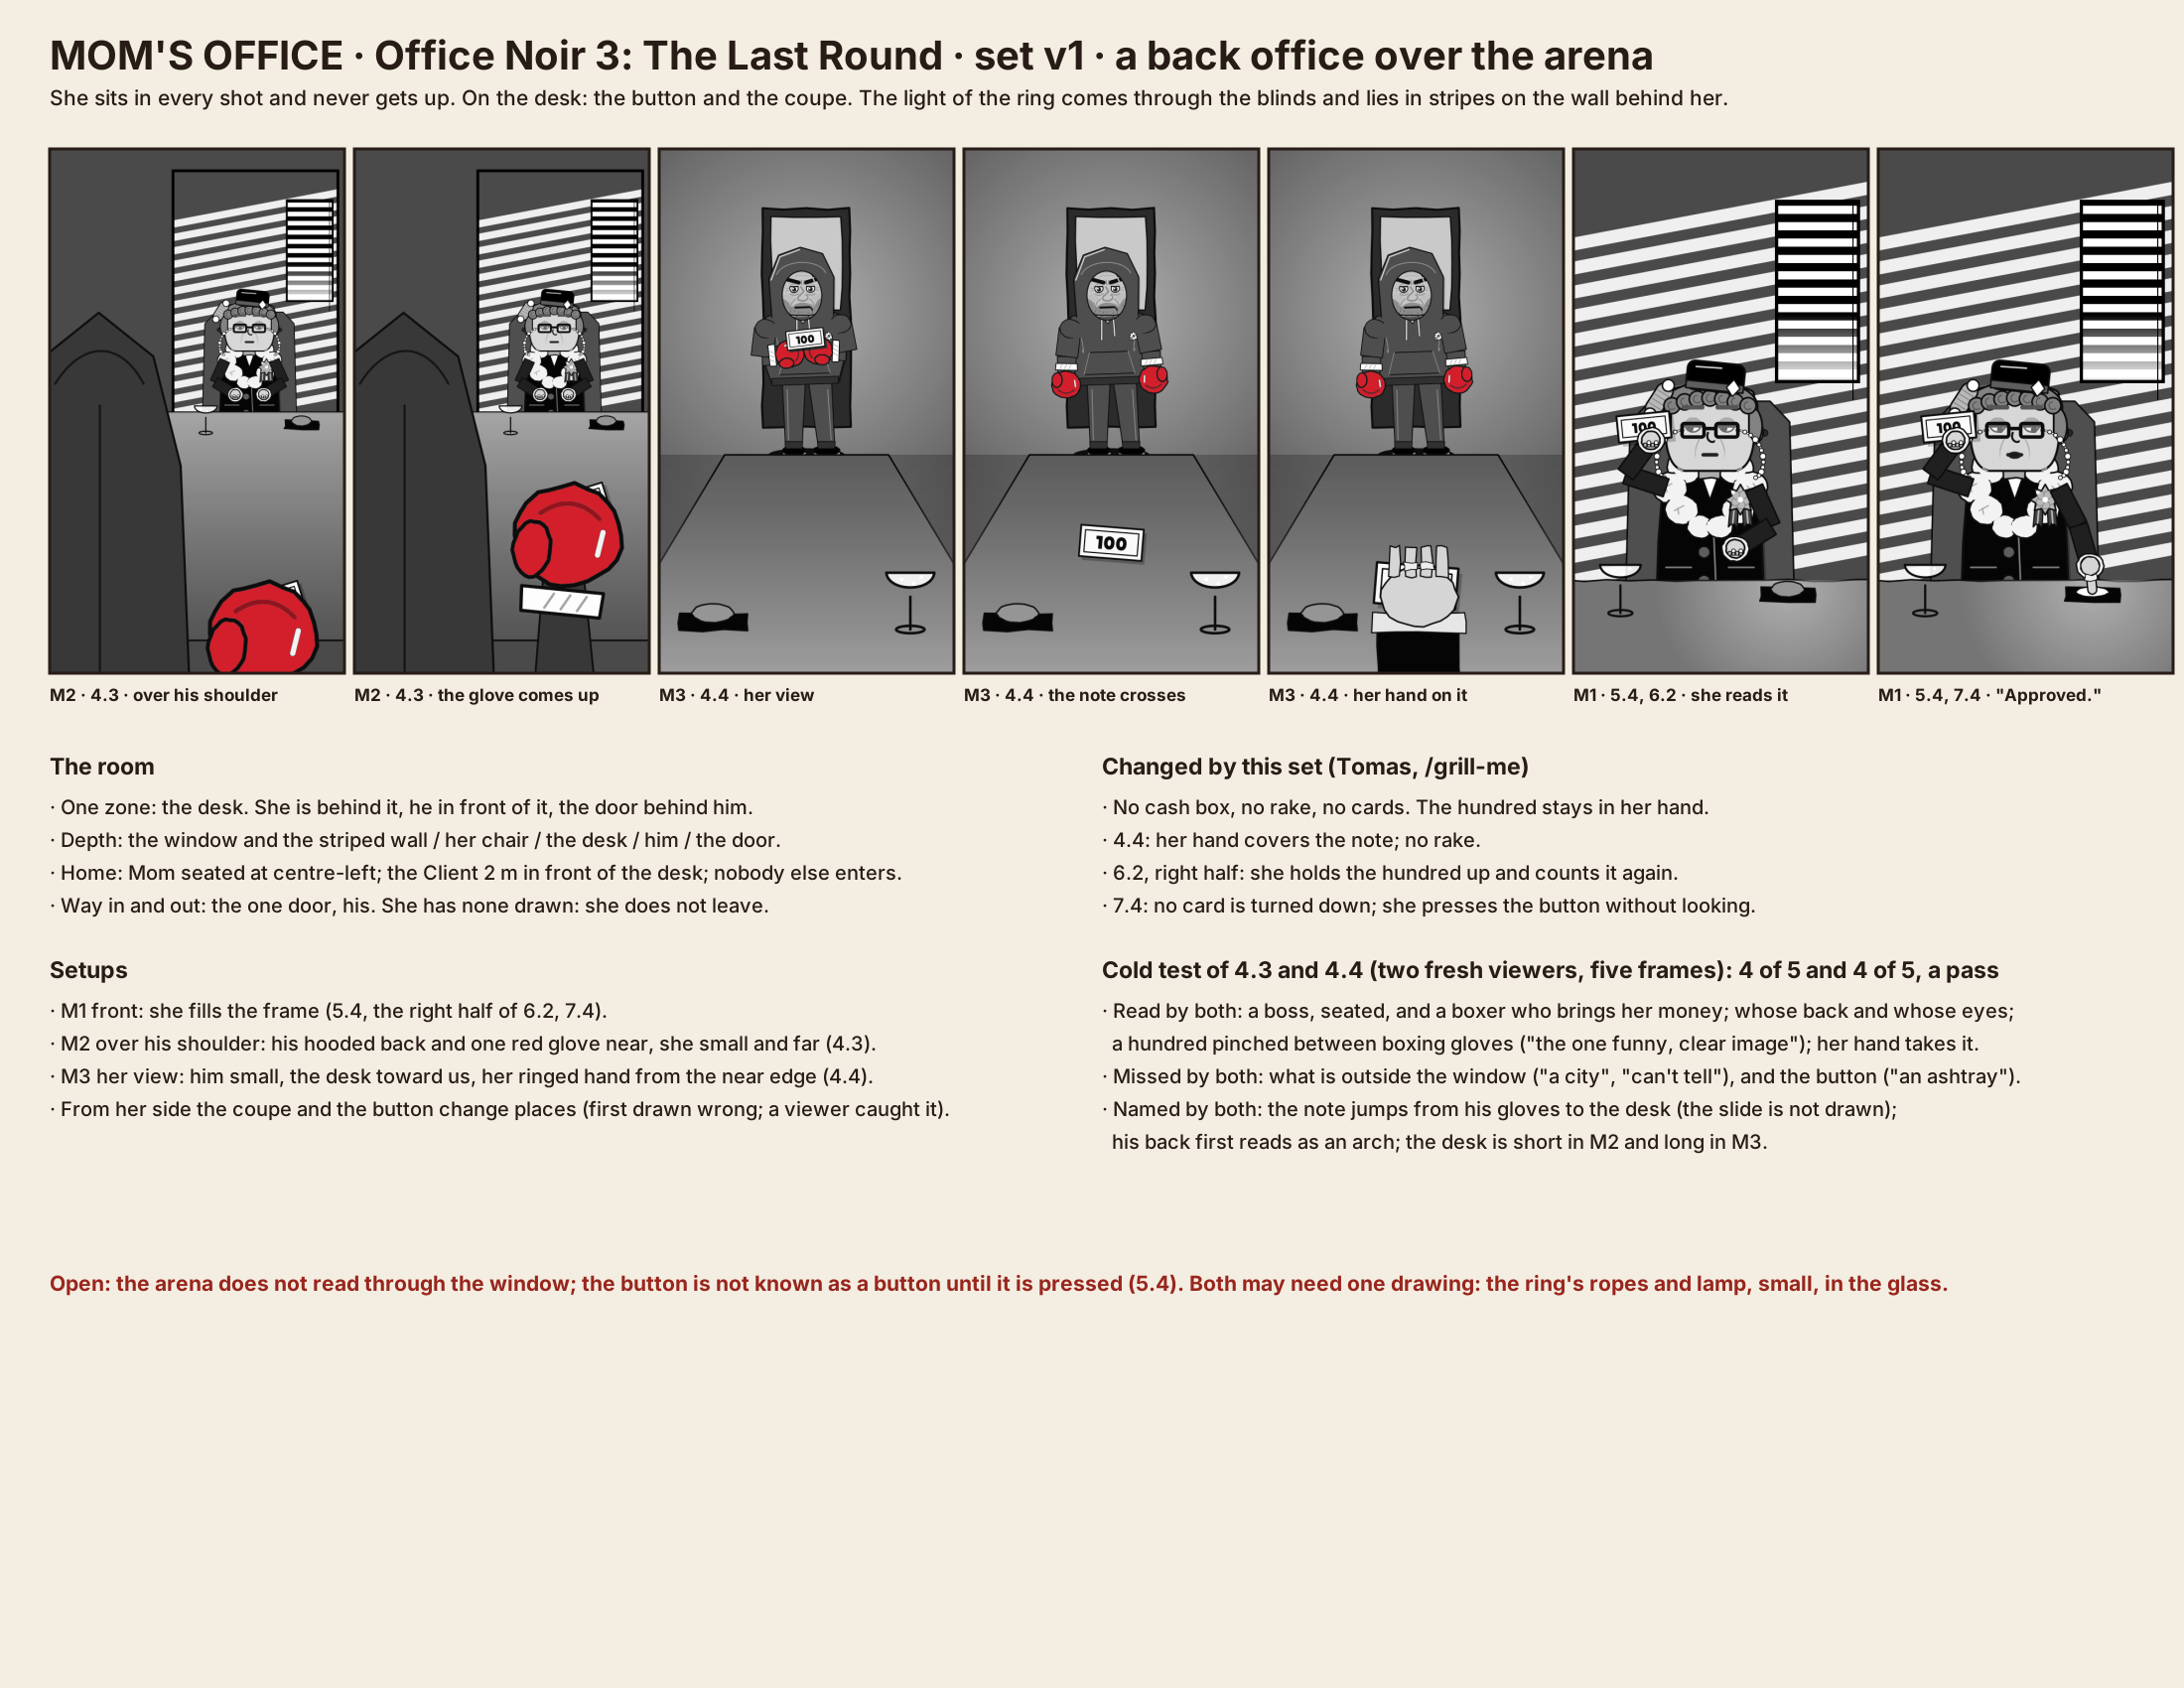 MOM'S OFFICE · Office Noir 3: The Last Round · set v1 · a back office over the arena
She sits in every shot and never gets up. On the desk: the button and the coupe. The light of the ring comes through the blinds and lies in stripes on the wall behind her.
100
100
100
100
M2 · 4.3 · over his shoulder
M2 · 4.3 · the glove comes up
M3 · 4.4 · her view
M3 · 4.4 · the note crosses
M3 · 4.4 · her hand on it
M1 · 5.4, 6.2 · she reads it
M1 · 5.4, 7.4 · "Approved."
The room
· One zone: the desk. She is behind it, he in front of it, the door behind him.
· Depth: the window and the striped wall / her chair / the desk / him / the door.
· Home: Mom seated at centre-left; the Client 2 m in front of the desk; nobody else enters.
· Way in and out: the one door, his. She has none drawn: she does not leave.
Setups
· M1 front: she fills the frame (5.4, the right half of 6.2, 7.4).
· M2 over his shoulder: his hooded back and one red glove near, she small and far (4.3).
· M3 her view: him small, the desk toward us, her ringed hand from the near edge (4.4).
· From her side the coupe and the button change places (first drawn wrong; a viewer caught it).
Changed by this set (Tomas, /grill-me)
· No cash box, no rake, no cards. The hundred stays in her hand.
· 4.4: her hand covers the note; no rake.
· 6.2, right half: she holds the hundred up and counts it again.
· 7.4: no card is turned down; she presses the button without looking.
Cold test of 4.3 and 4.4 (two fresh viewers, five frames): 4 of 5 and 4 of 5, a pass
· Read by both: a boss, seated, and a boxer who brings her money; whose back and whose eyes;
a hundred pinched between boxing gloves ("the one funny, clear image"); her hand takes it.
· Missed by both: what is outside the window ("a city", "can't tell"), and the button ("an ashtray").
· Named by both: the note jumps from his gloves to the desk (the slide is not drawn);
his back first reads as an arch; the desk is short in M2 and long in M3.
Open: the arena does not read through the window; the button is not known as a button until it is pressed (5.4). Both may need one drawing: the ring's ropes and lamp, small, in the glass.